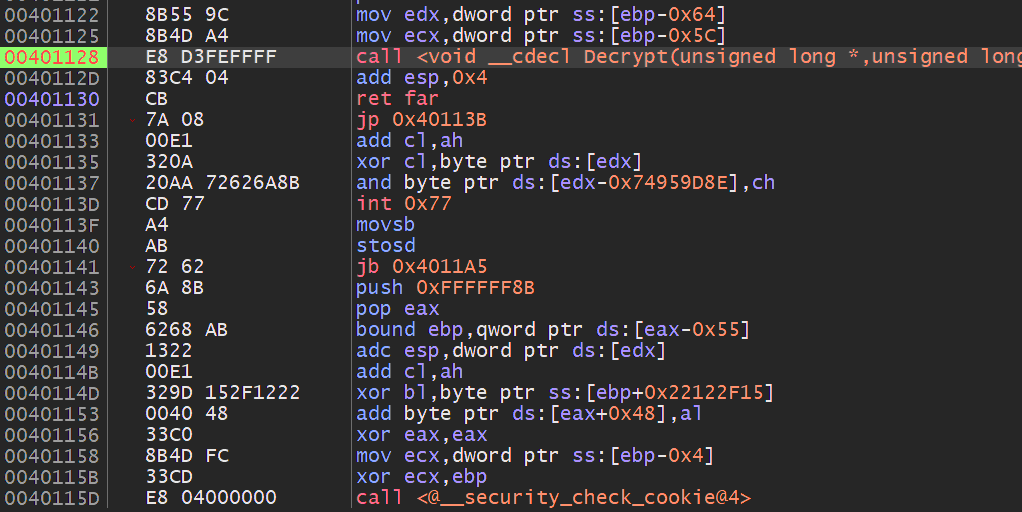 00401122 8B55 9C mov edx,dword ptr ss:[ebp-0x64]
00401125 8B4D A4 mov ecx,dword ptr ss:[ebp-0x5C]
00401128 E8 D3FEFFFF call <void __cdecl Decrypt(unsigned long *,unsigned long
0040112D 83C4 04 add esp,0x4
00401130 CB ret far
00401131 7A 08 jp 0x40113B
00401133 00E1 add cl,ah
00401135 320A xor cl,byte ptr ds:[edx]
00401137 20AA 72626A8B and byte ptr ds:[edx-0x74959D8E],ch
0040113D CD 77 int 0x77
0040113F A4 movsb
00401140 AB stosd
00401141 72 62 jb 0x4011A5
00401143 6A 8B push 0xFFFFFF8B
00401145 58 pop eax
00401146 6268 AB bound ebp,qword ptr ds:[eax-0x55]
00401149 1322 adc esp,dword ptr ds:[edx]
0040114B 00E1 add cl,ah
0040114D 329D 152F1222 xor bl,byte ptr ss:[ebp+0x22122F15]
00401153 0040 48 add byte ptr ds:[eax+0x48],al
00401156 33C0 xor eax,eax
00401158 8B4D FC mov ecx,dword ptr ss:[ebp-0x4]
0040115B 33CD xor ecx,ebp
0040115D E8 04000000 call <@__security_check_cookie@4>